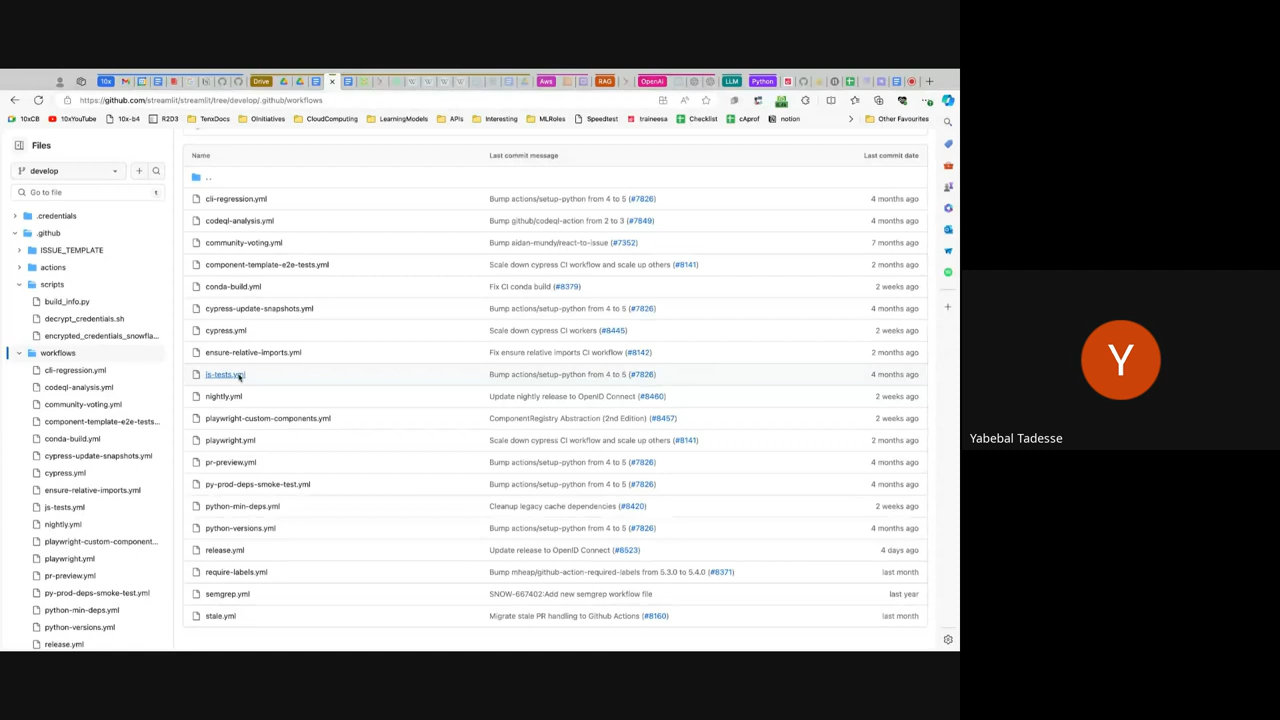 10x
Drive
Aws
RAG
OpenAI
LLM
Python
https://github.com/streamlit/streamlit/tree/develop/.github/workflows
10xCB
10xYouTube
10x-b4
R2D3
TenxDocs
OInitiatives
CloudComputing
LearningModels
APIs
Interesting
MLRoles
Speedtest
traineesa
Checklist
cAprof
notion
Other Favourites
Files
develop
Go to file
t
.credentials
.github
ISSUE_TEMPLATE
actions
scripts
build_info.py
decrypt_credentials.sh
encrypted_credentials_snowfla...
workflows
cli-regression.yml
codeql-analysis.yml
community-voting.yml
component-template-e2e-tests...
conda-build.yml
cypress-update-snapshots.yml
cypress.yml
ensure-relative-imports.yml
js-tests.yml
nightly.yml
playwright-custom-component...
playwright.yml
pr-preview.yml
py-prod-deps-smoke-test.yml
python-min-deps.yml
python-versions.yml
release.yml
Name Last commit message Last commit date
..
cli-regression.yml Bump actions/setup-python from 4 to 5 (#7826) 4 months ago
codeql-analysis.yml Bump github/codeql-action from 2 to 3 (#7849) 4 months ago
community-voting.yml Bump aidan-mundy/react-to-issue (#7352) 7 months ago
component-template-e2e-tests.yml Scale down cypress CI workflow and scale up others (#8141) 2 months ago
conda-build.yml Fix CI conda build (#8379) 2 weeks ago
cypress-update-snapshots.yml Bump actions/setup-python from 4 to 5 (#7826) 4 months ago
cypress.yml Scale down cypress CI workers (#8445) 2 weeks ago
ensure-relative-imports.yml Fix ensure relative imports CI workflow (#8142) 2 months ago
js-tests.yml Bump actions/setup-python from 4 to 5 (#7826) 4 months ago
nightly.yml Update nightly release to OpenID Connect (#8460) 2 weeks ago
playwright-custom-components.yml ComponentRegistry Abstraction (2nd Edition) (#8457) 2 weeks ago
playwright.yml Scale down cypress CI workflow and scale up others (#8141) 2 months ago
pr-preview.yml Bump actions/setup-python from 4 to 5 (#7826) 4 months ago
py-prod-deps-smoke-test.yml Bump actions/setup-python from 4 to 5 (#7826) 4 months ago
python-min-deps.yml Cleanup legacy cache dependencies (#8420) 2 weeks ago
python-versions.yml Bump actions/setup-python from 4 to 5 (#7826) 4 months ago
release.yml Update release to OpenID Connect (#8523) 4 days ago
require-labels.yml Bump mheap/github-action-required-labels from 5.3.0 to 5.4.0 (#8371) last month
semgrep.yml SNOW-667402:Add new semgrep workflow file last year
stale.yml Migrate stale PR handling to Github Actions (#8160) last month
Y
Yabebal Tadesse